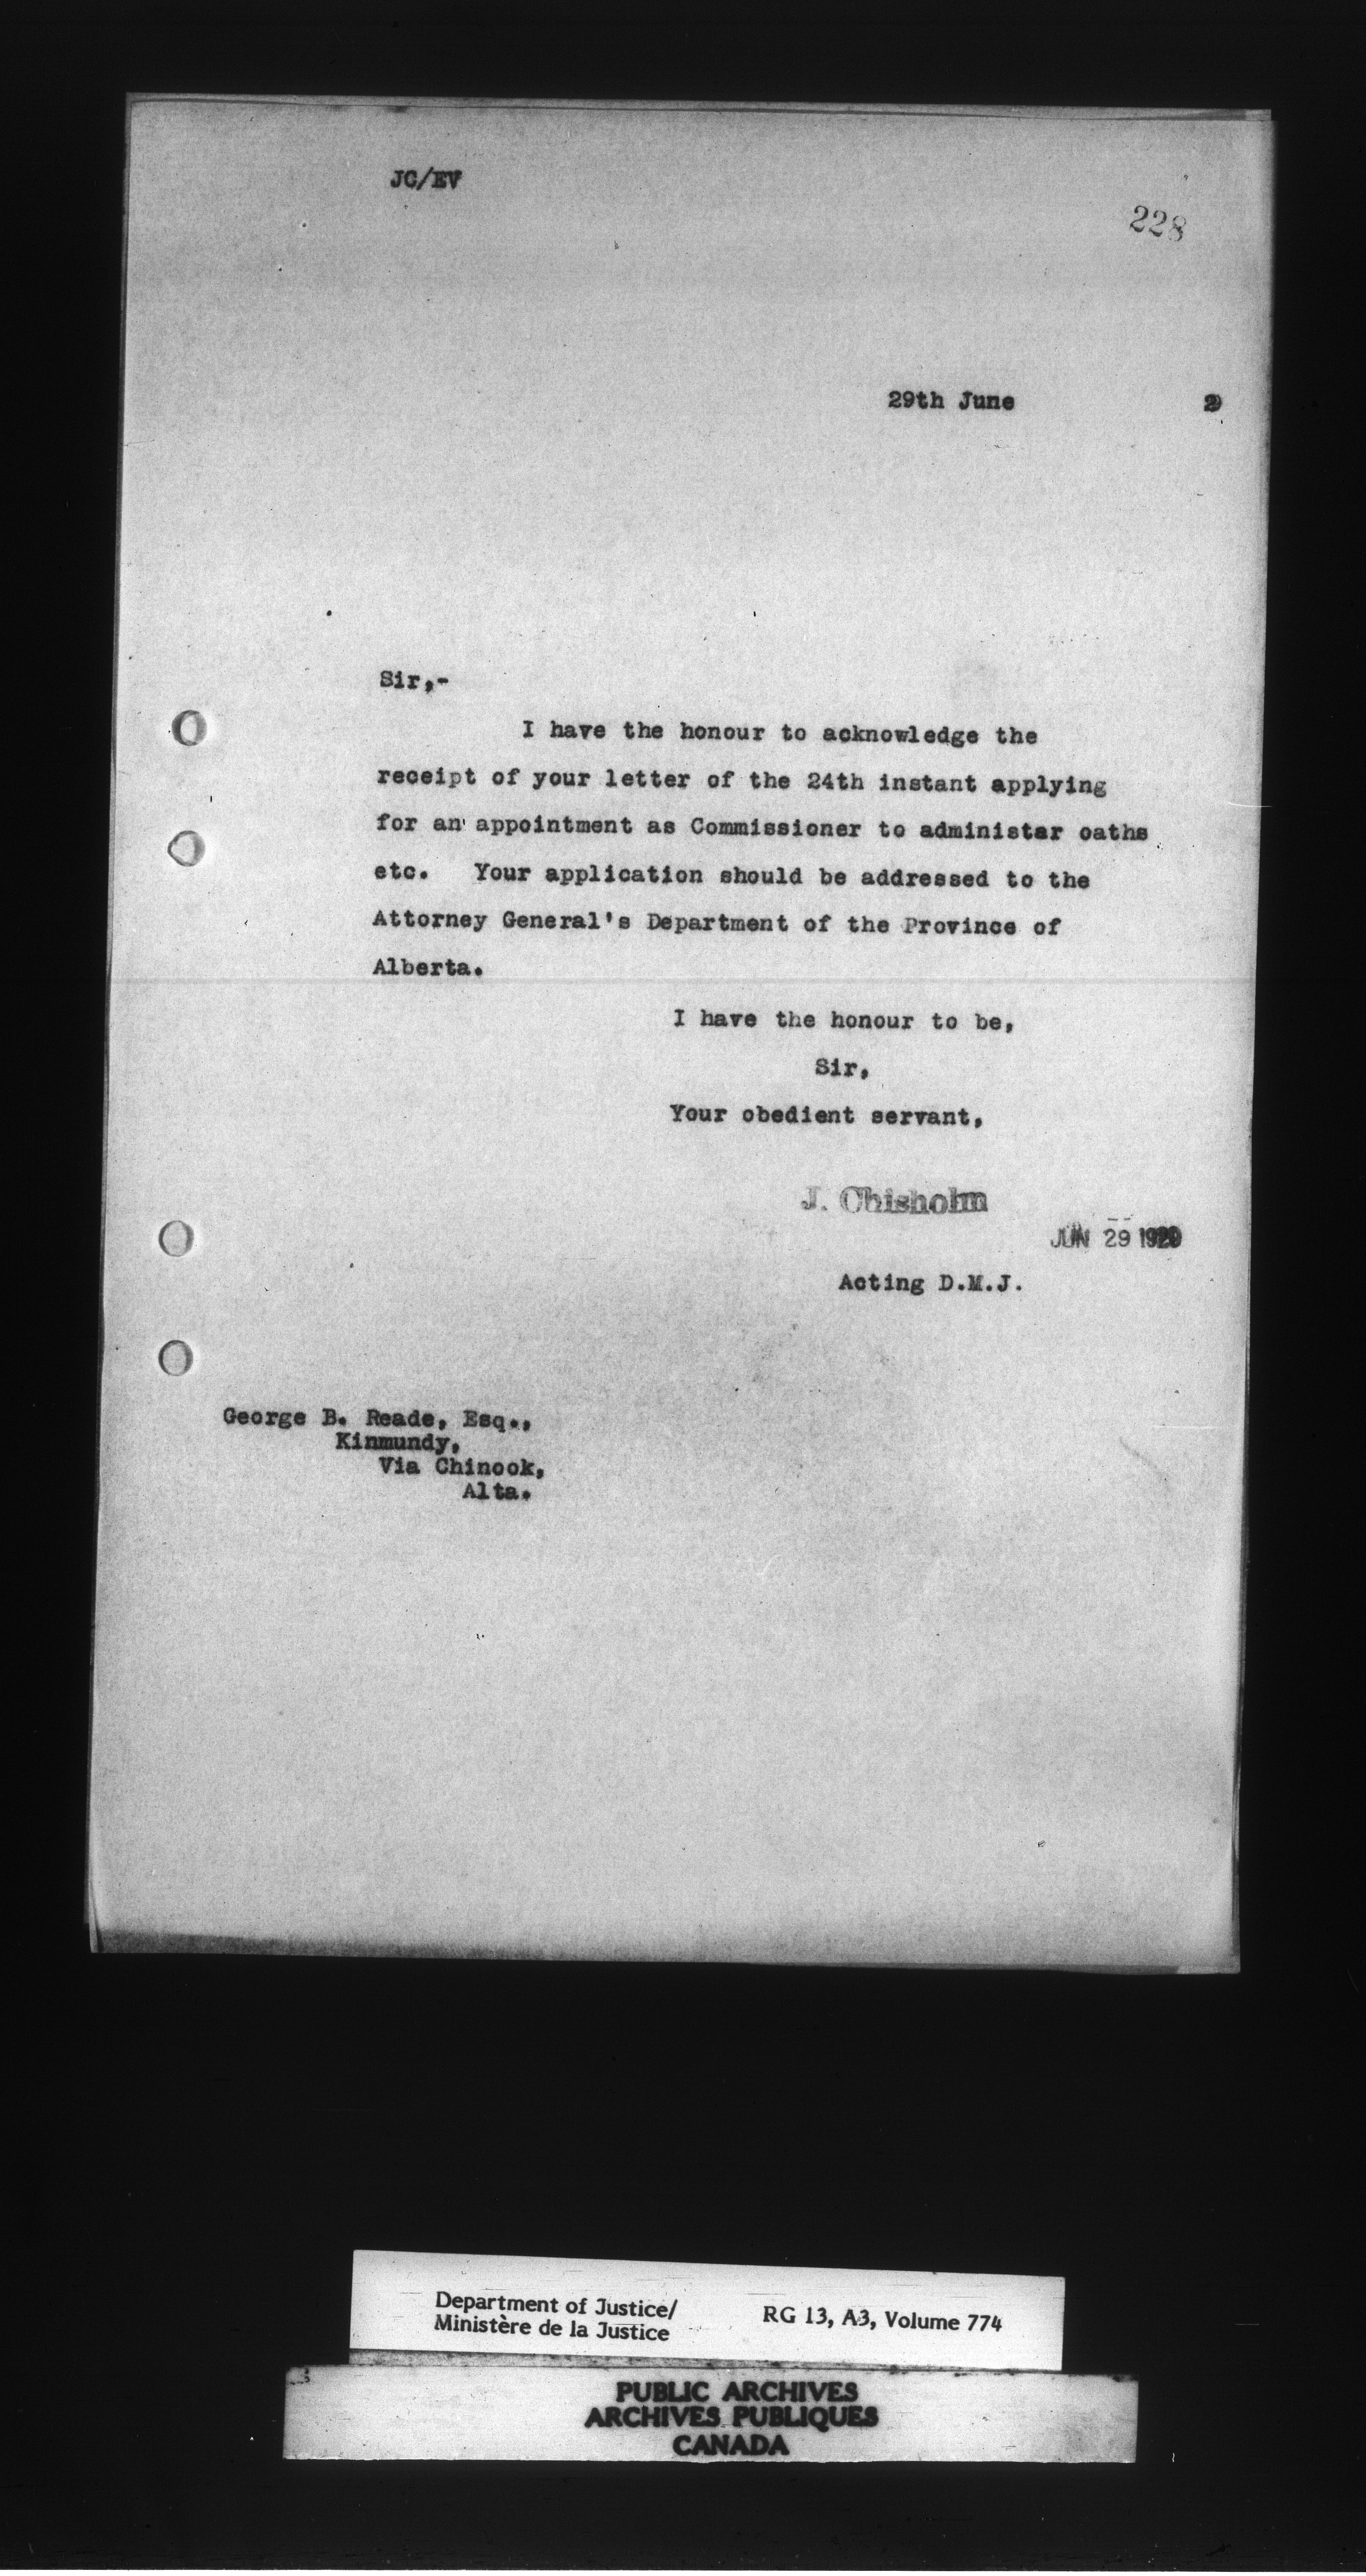 JC/EV
228
29th June
Sir,-
I have the honour to acknowledge the
receipt of your letter of the 24th instant applying
for an appointment as Commissioner to administer oaths
etc. Your application should be addressed to the
Attorney General's Department of the Province of
Alberta.
I have the honour to be,
Sir,
Your obedient servant,
J. Chisholm
JUN 29 1920
Acting D.M.J.
George B. Reade, Esq.,
Kinmundy,
Via Chinook,
Alta.
Department of Justice/
Ministère de la Justice
RG 13, A3, Volume 774
PUBLIC ARCHIVES
ARCHIVES PUBLIQUES
CANADA